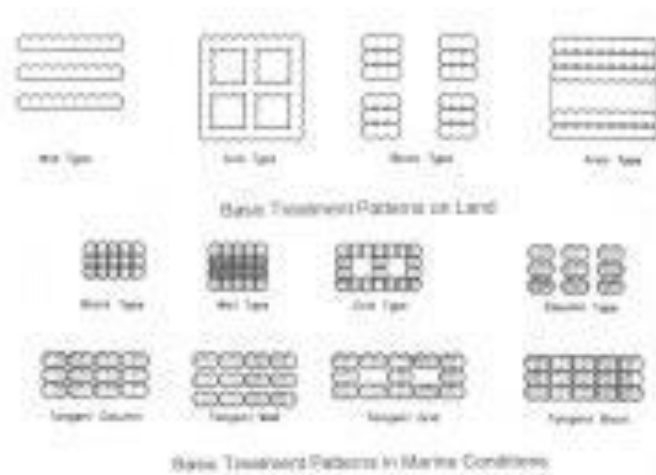 Wall Type Grid Type Block Type Area Type
Basic Treatment Patterns on Land
Block Type Wall Type Grid Type Type
Tangent Column Tangent Wall Tangent Grid Tangent Block
Basic Treatment Patterns in Marine Conditions